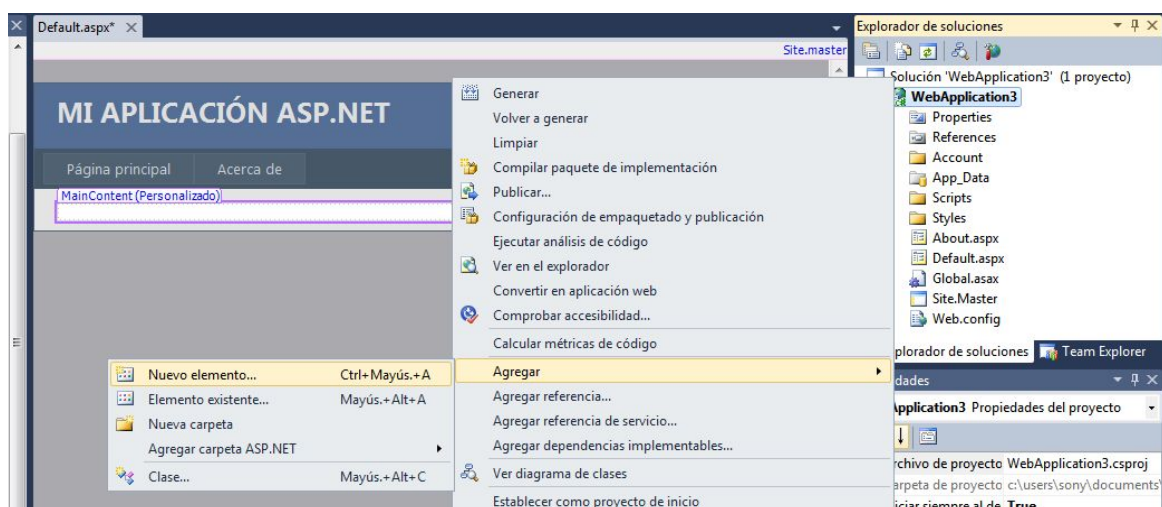 Default.aspx*
Site.master
MI APLICACIÓN ASP.NET
Página principal
Acerca de
MainContent (Personalizado)
Generar
Volver a generar
Limpiar
Compilar paquete de implementación
Publicar...
Configuración de empaquetado y publicación
Ejecutar análisis de código
Ver en el explorador
Convertir en aplicación web
Comprobar accesibilidad...
Calcular métricas de código
Agregar
Agregar referencia...
Agregar referencia de servicio...
Agregar dependencias implementables...
Ver diagrama de clases
Establecer como proyecto de inicio
Nuevo elemento... Ctrl+Mayús.+A
Elemento existente... Mayús.+Alt+A
Nueva carpeta
Agregar carpeta ASP.NET
Clase... Mayús.+Alt+C
Explorador de soluciones
Solución 'WebApplication3' (1 proyecto)
WebApplication3
Properties
References
Account
App_Data
Scripts
Styles
About.aspx
Default.aspx
Global.asax
Site.Master
Web.config
plorador de soluciones Team Explorer
dades
Application3 Propiedades del proyecto
rchivo de proyecto WebApplication3.csproj
arpeta de proyecto c:\users\sony\documents\
iciar siempre al de True